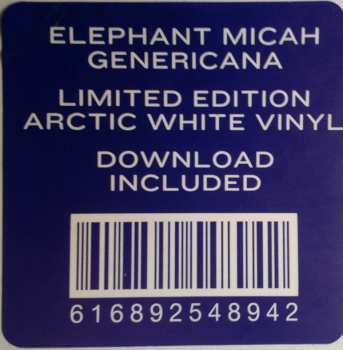 ELEPHANT MICAH
GENERICANA
LIMITED EDITION
ARCTIC WHITE VINYL
DOWNLOAD
INCLUDED
616892548942